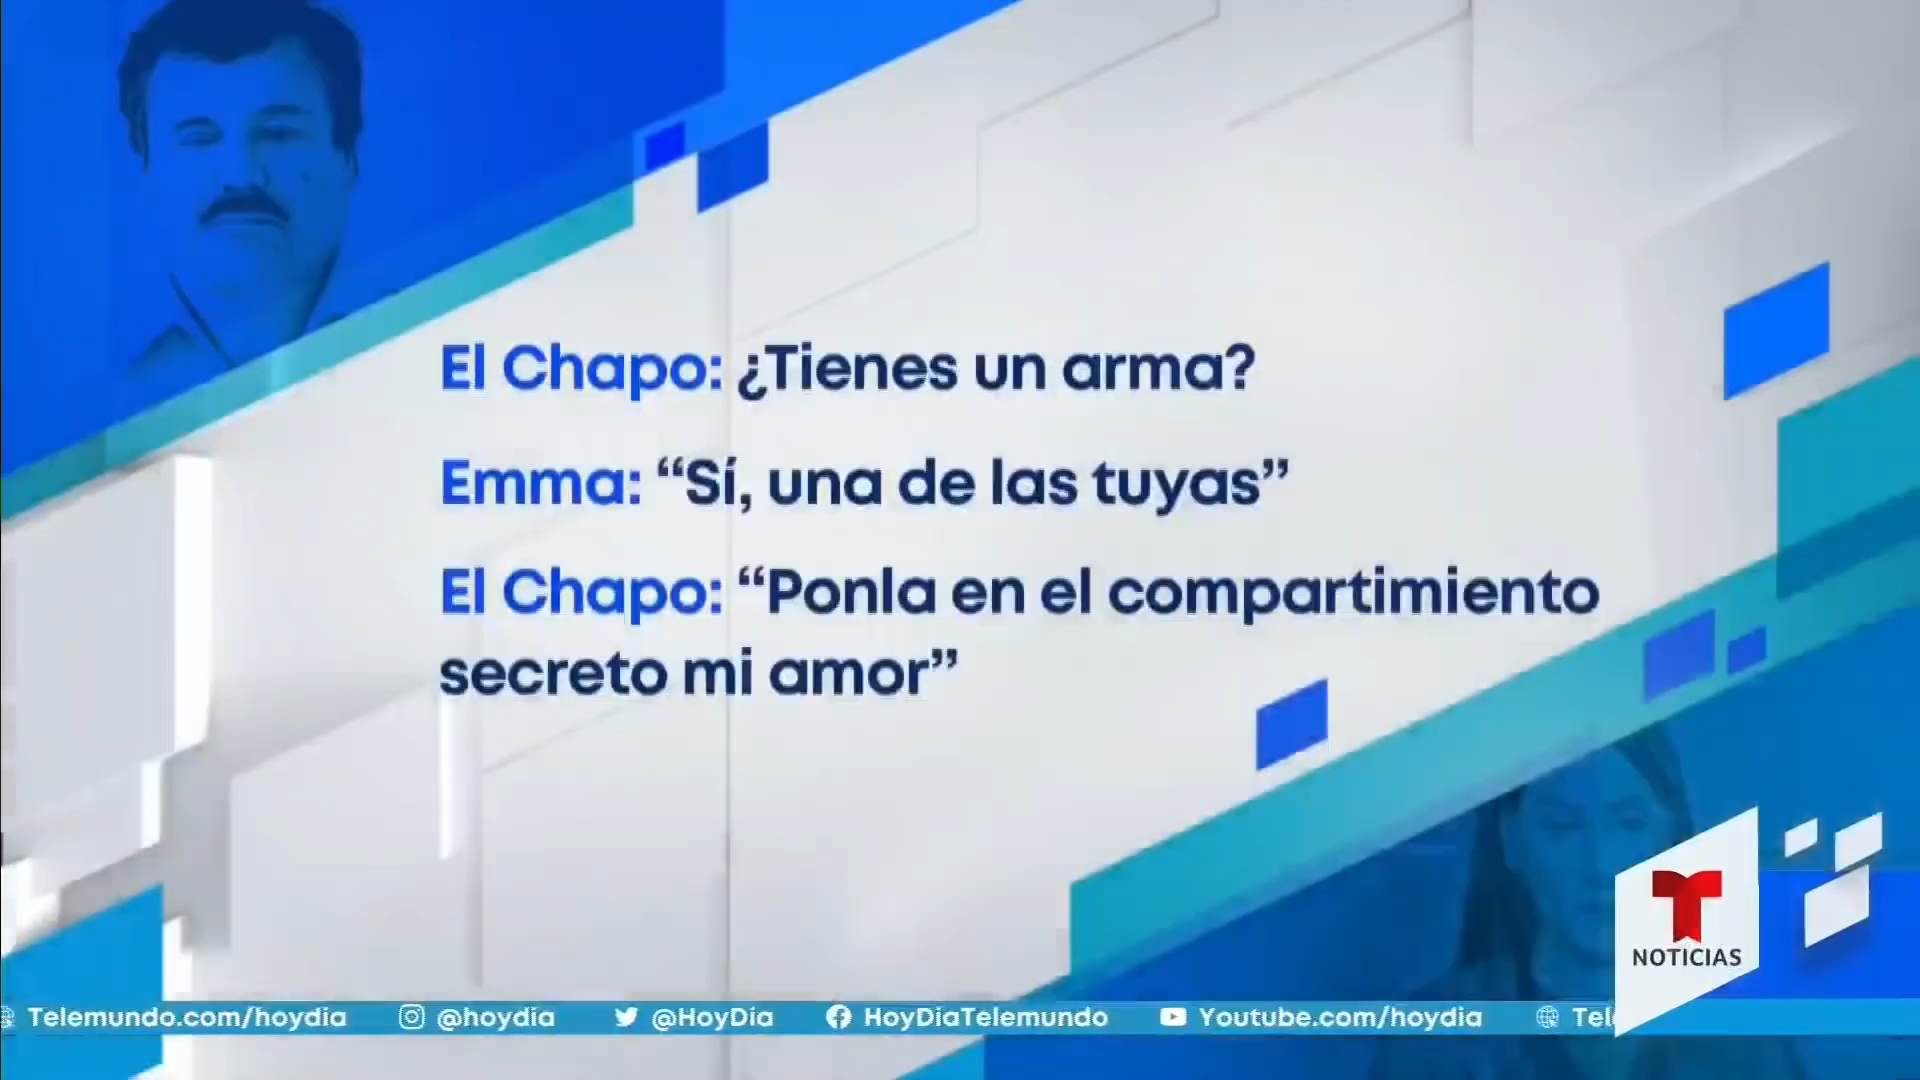 El Chapo: ¿Tienes un arma?
Emma: “Sí, una de las tuyas”
El Chapo: “Ponla en el compartimiento
secreto mi amor”
T
NOTICIAS
Telemundo.com/hoydia @hoydia @HoyDia HoyDiaTelemundo Youtube.com/hoydia Tel